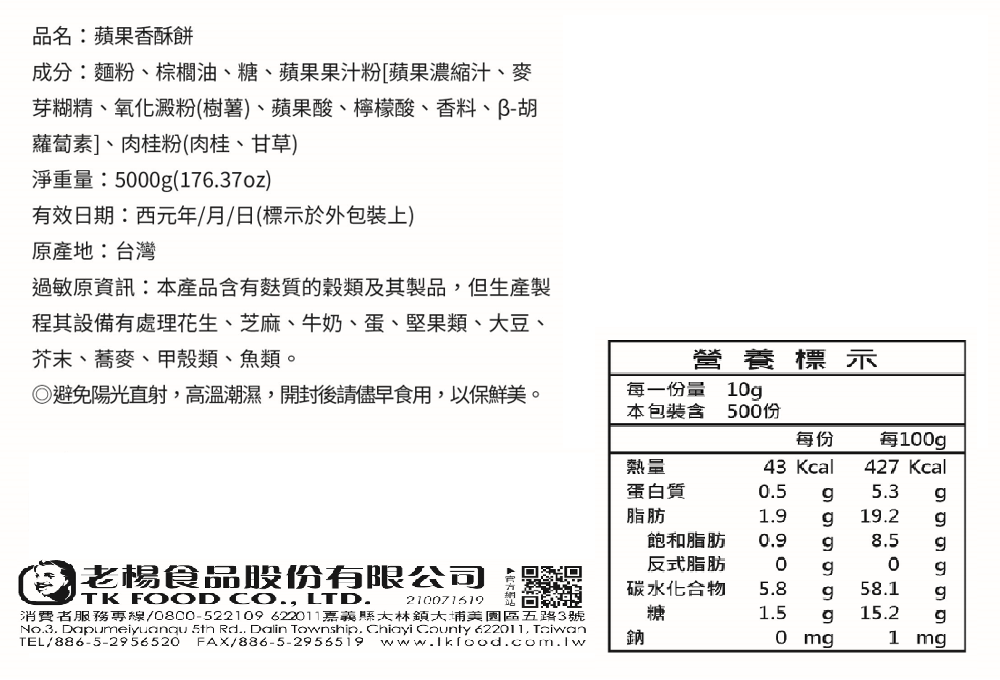 品名：蘋果香酥餅
成分：麵粉、棕櫚油、糖、蘋果果汁粉[蘋果濃縮汁、麥
芽糊精、氧化澱粉(樹薯)、蘋果酸、檸檬酸、香料、β-胡
蘿蔔素]、肉桂粉(肉桂、甘草)
淨重量：5000g(176.37oz)
有效日期：西元年/月/日(標示於外包裝上)
原產地：台灣
過敏原資訊：本產品含有麩質的穀類及其製品，但生產製
程其設備有處理花生、芝麻、牛奶、蛋、堅果類、大豆、
芥末、蕎麥、甲殼類、魚類。
◎避免陽光直射，高溫潮濕，開封後請儘早食用，以保鮮美。
營養標示
每一份量 10g
本包裝含 500份
每份 每100g
熱量 43 Kcal 427 Kcal
蛋白質 0.5 g 5.3 g
脂肪 1.9 g 19.2 g
飽和脂肪 0.9 g 8.5 g
反式脂肪 0 g 0 g
碳水化合物 5.8 g 58.1 g
糖 1.5 g 15.2 g
鈉 0 mg 1 mg
老楊食品股份有限公司
TK FOOD CO., LTD. 210071619
官方網站
消費者服務專線/0800-522109 622011嘉義縣大林鎮大埔美園區五路3號
No.3, Dapumeiyuanqu 5th Rd., Dalin Township, Chiayi County 622011, Taiwan
TEL/886-5-2956520 FAX/886-5-2956519 www.tkfood.com.tw